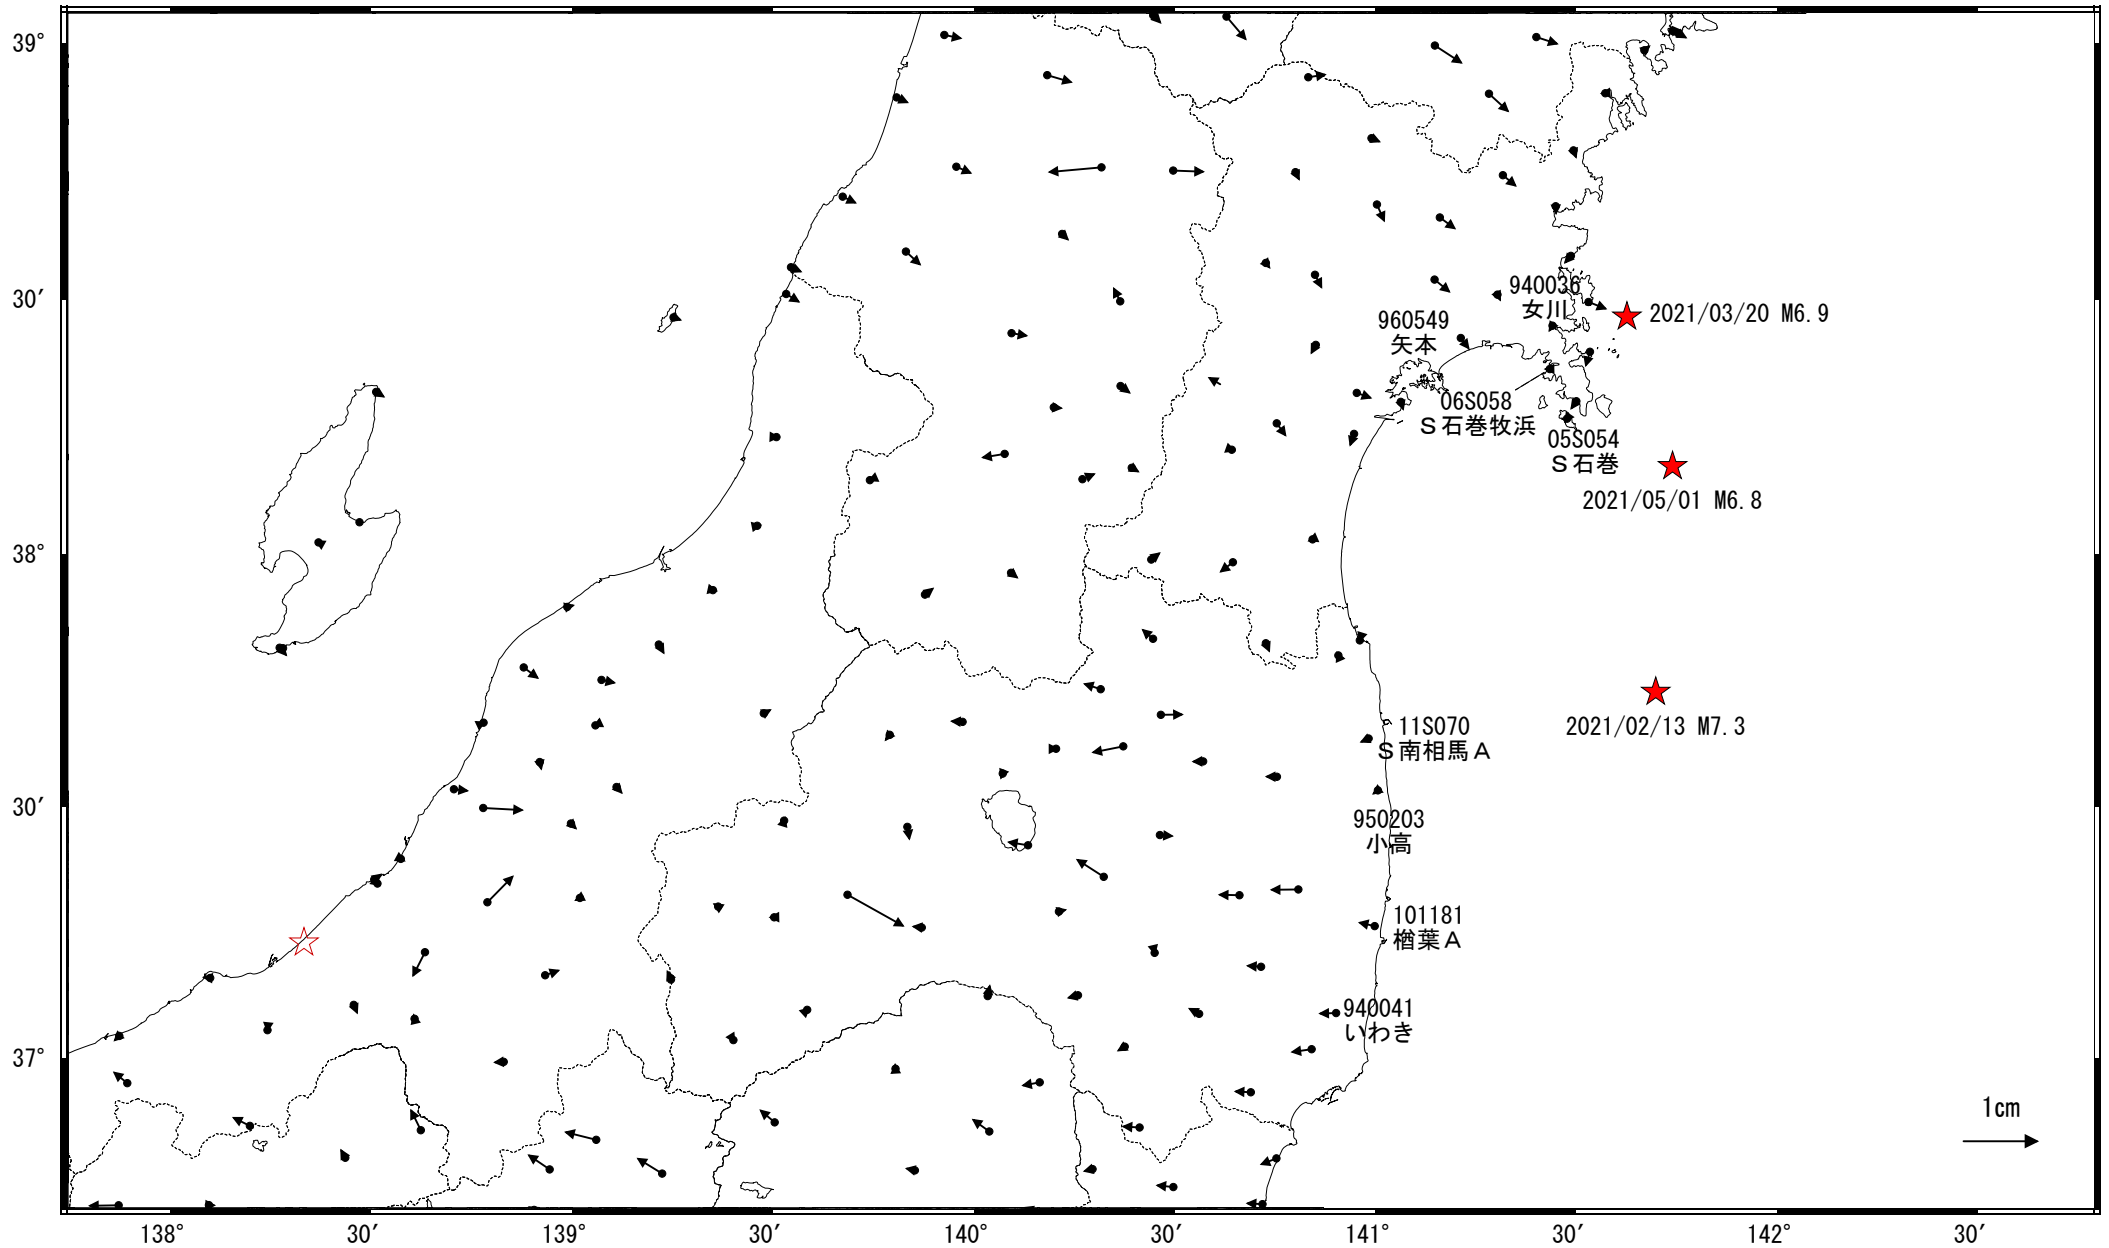 39°
30′
940036
女川
2021/03/20 M6.9
960549
矢本
06S058
S石巻牧浜
05S054
S石巻
2021/05/01 M6.8
38°
11S070
S南相馬A
2021/02/13 M7.3
30′
950203
小高
101181
楢葉A
940041
いわき
37°
1cm
138° 30′ 139° 30′ 140° 30′ 141° 30′ 142° 30′